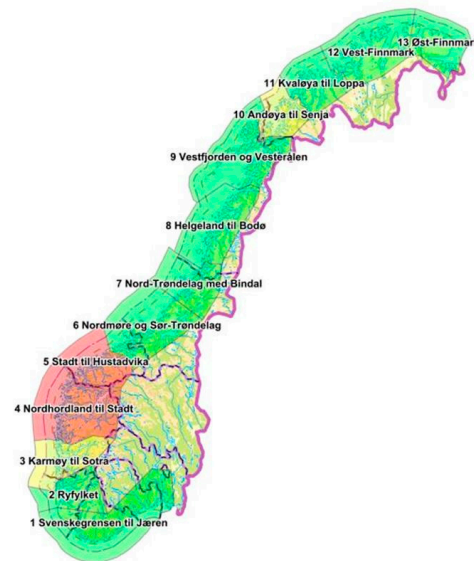 13 Øst-Finnmark
12 Vest-Finnmark
11 Kvaløya til Loppa
10 Andøya til Senja
9 Vestfjorden og Vesterålen
8 Helgeland til Bodø
7 Nord-Trøndelag med Bindal
6 Nordmøre og Sør-Trøndelag
5 Stadt til Hustadvika
4 Nordhordland til Stadt
3 Karmøy til Sotra
2 Ryfylket
1 Svenskegrensen til Jæren